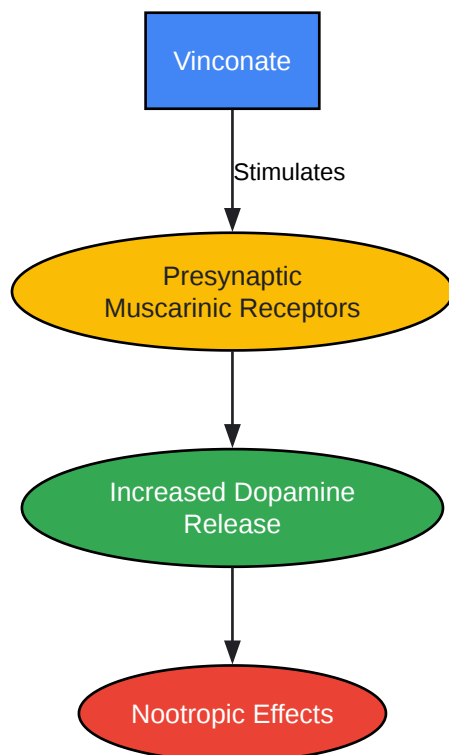 Vinconate
Stimulates
Presynaptic
Muscarinic Receptors
Increased Dopamine
Release
Nootropic Effects